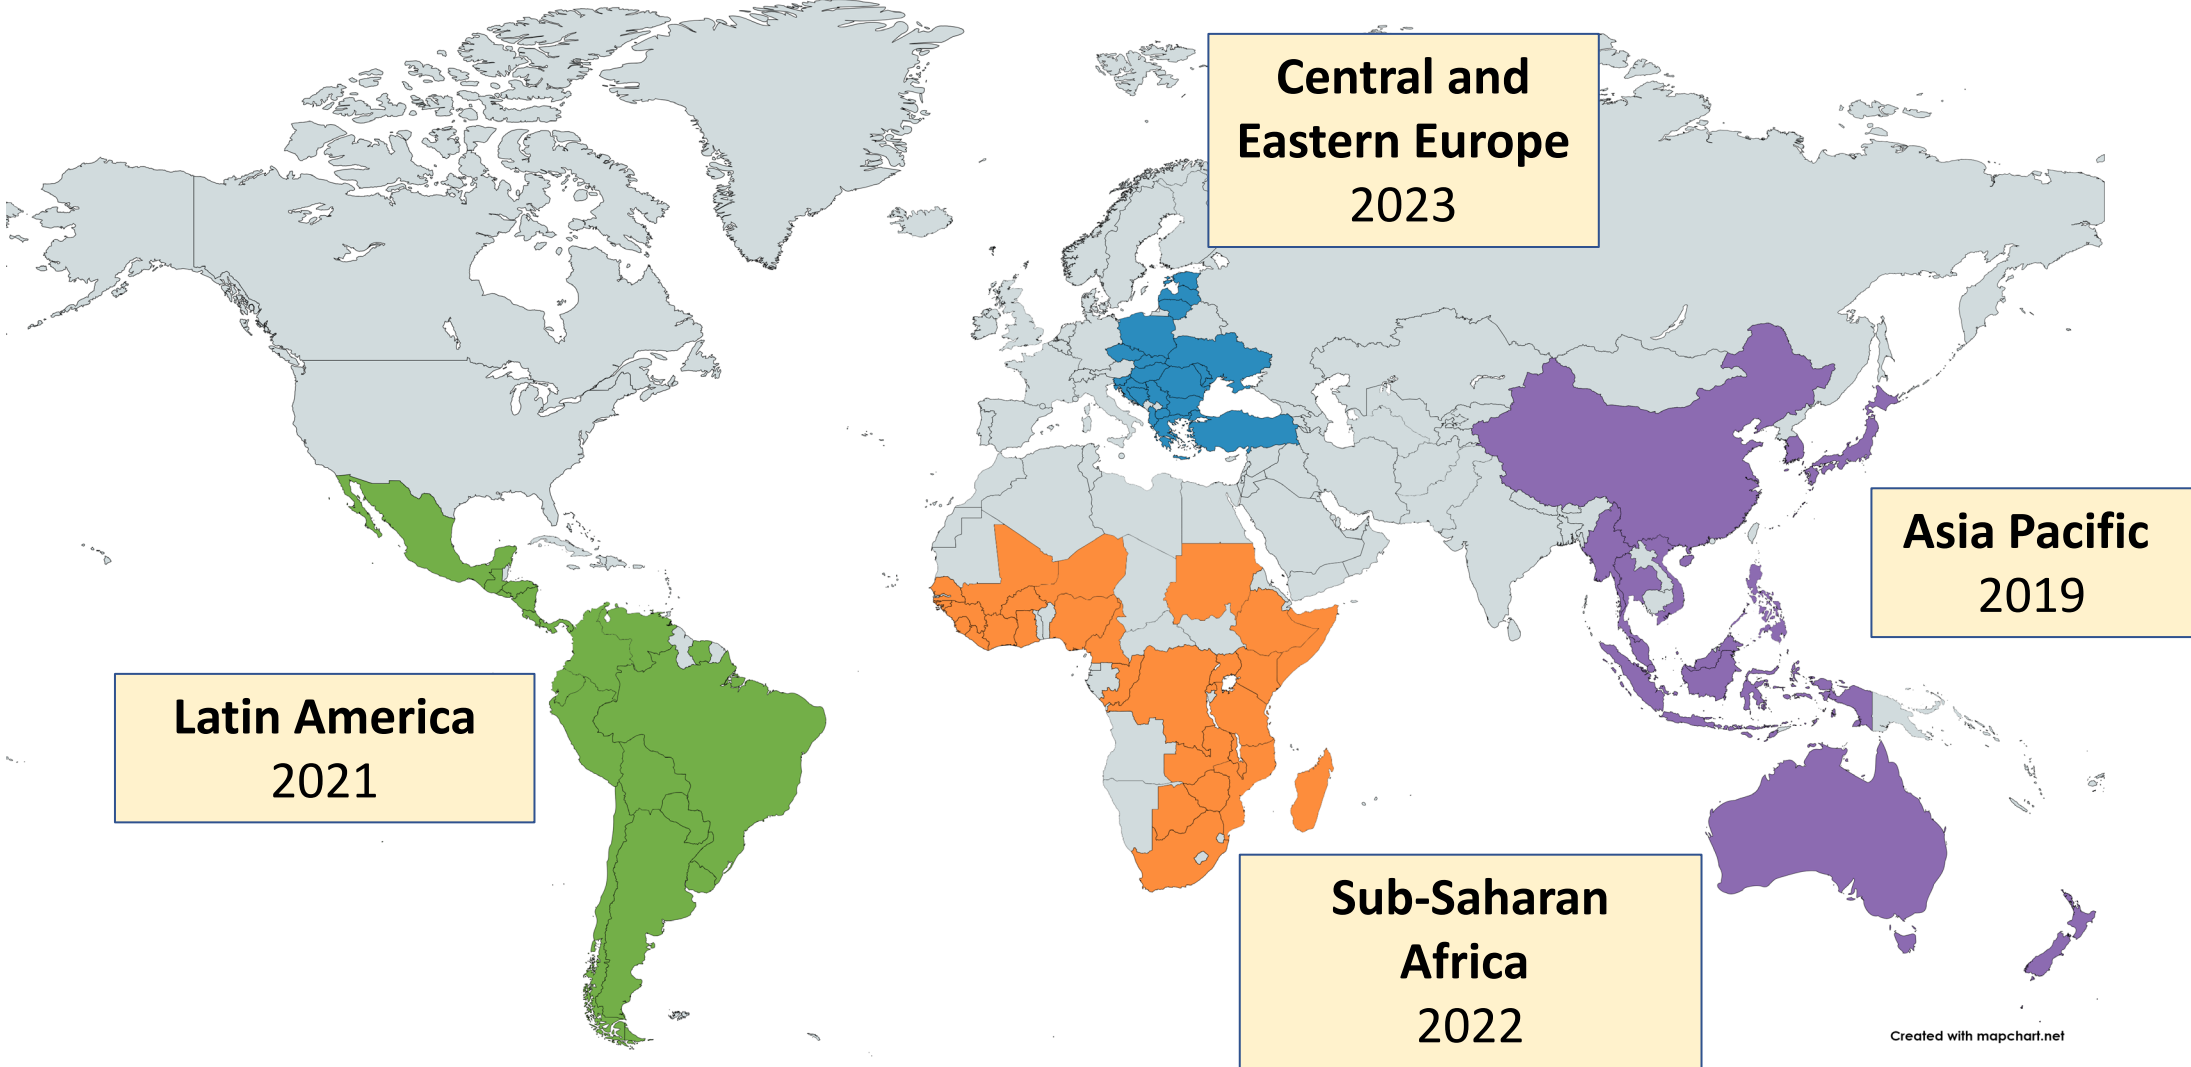 Central and
Eastern Europe
2023
Asia Pacific
2019
Latin America
2021
Sub-Saharan
Africa
2022
Created with mapchart.net